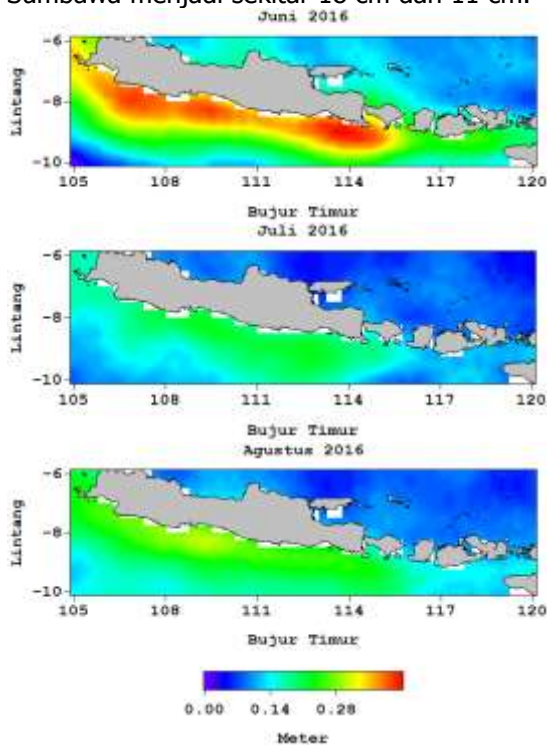 Sumbawa menjadi sekitar 16 cm dan 11 cm.
Juni 2016
-6
-8
-10
Lintang
105 108 111 114 117 120
Bujur Timur
Juli 2016
-6
-8
-10
Lintang
105 108 111 114 117 120
Bujur Timur
Agustus 2016
-6
-8
-10
Lintang
105 108 111 114 117 120
Bujur Timur
0.00 0.14 0.28
Meter